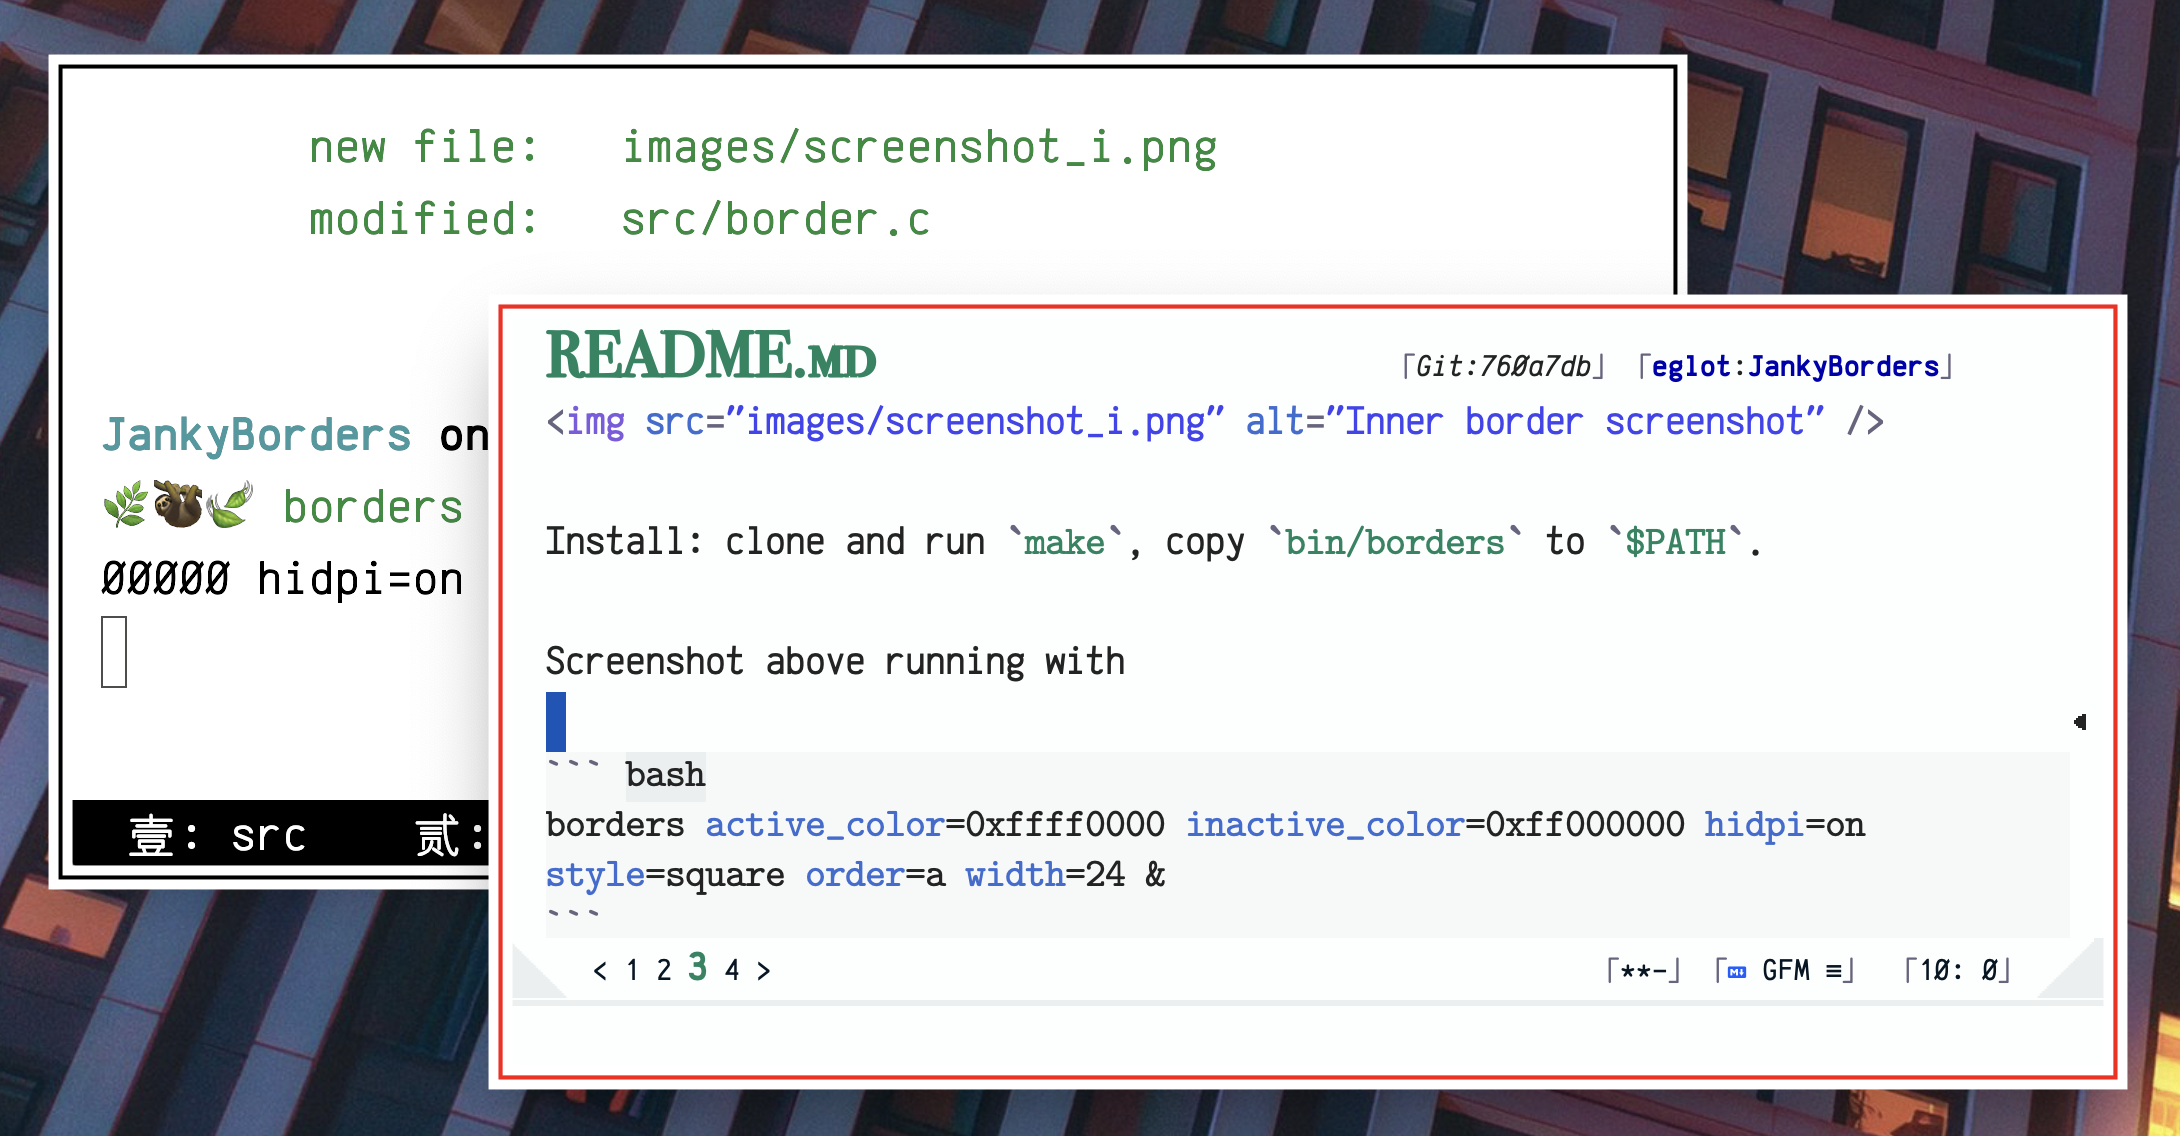 new file:   images/screenshot_i.png
modified:   src/border.c
JankyBorders on
🌿🦥🍃 borders
00000 hidpi=on
壹: src    贰:
README.MD
「Git:760a7db」 「eglot:JankyBorders」
<img src="images/screenshot_i.png" alt="Inner border screenshot" />
Install: clone and run `make`, copy `bin/borders` to `$PATH`.
Screenshot above running with
``` bash
borders active_color=0xffff0000 inactive_color=0xff000000 hidpi=on
style=square order=a width=24 &
```
< 1 2 3 4 >
「**-」 「M↓ GFM ≡」 「10: 0」